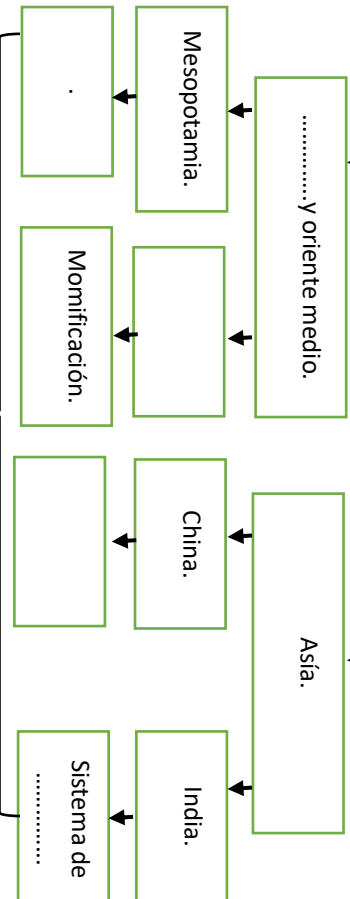 ..............y oriente medio.
Asía.
Mesopotamia.
China.
India.
.
Momificación.
Sistema de
...............